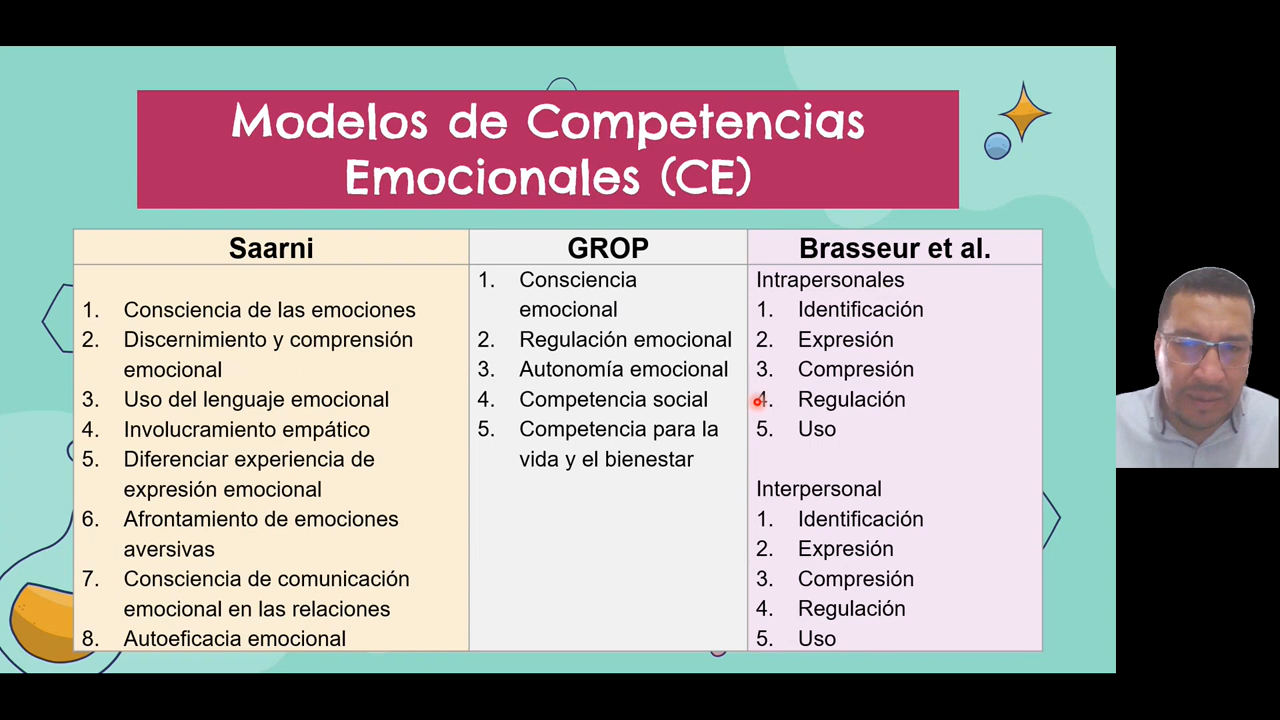 Modelos de Competencias
Emocionales (CE)
Saarni
1. Consciencia de las emociones
2. Discernimiento y comprensión
emocional
3. Uso del lenguaje emocional
4. Involucramiento empático
5. Diferenciar experiencia de
expresión emocional
6. Afrontamiento de emociones
aversivas
7. Consciencia de comunicación
emocional en las relaciones
8. Autoeficacia emocional
GROP
1. Consciencia
emocional
2. Regulación emocional
3. Autonomía emocional
4. Competencia social
5. Competencia para la
vida y el bienestar
Brasseur et al.
Intrapersonales
1. Identificación
2. Expresión
3. Compresión
4. Regulación
5. Uso
Interpersonal
1. Identificación
2. Expresión
3. Compresión
4. Regulación
5. Uso